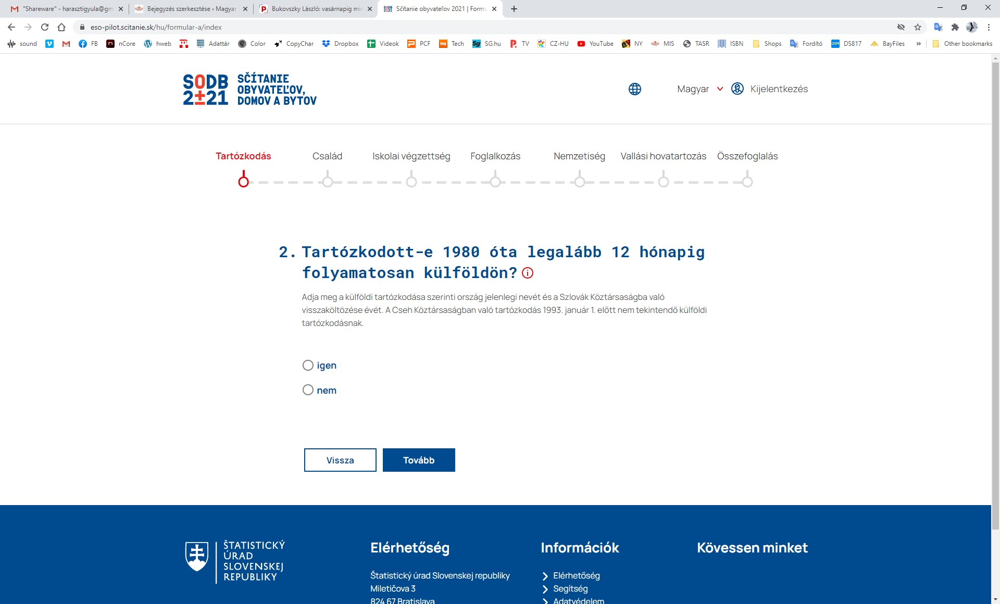 "Shareware" - harasztigyula@gm
Bejegyzés szerkesztése ‹ Magyar
Bukovszky László: vasárnapig mi
Sčítanie obyvateľov 2021 | Formu
eso-pilot.scitanie.sk/hu/formular-a/index
sound FB nCore hweb Adattár Color CopyChar Dropbox Videok PCF Tech SG.hu TV CZ-HU YouTube NY MIS TASR ISBN Shops Fordító DS817 BayFiles » Other bookmarks
SODB
2±21
SČÍTANIE
OBYVATEĽOV,
DOMOV A BYTOV
Magyar
Kijelentkezés
Tartózkodás Család Iskolai végzettség Foglalkozás Nemzetiség Vallási hovatartozás Összefoglalás
2. Tartózkodott-e 1980 óta legalább 12 hónapig
folyamatosan külföldön?
Adja meg a külföldi tartózkodása szerinti ország jelenlegi nevét és a Szlovák Köztársaságba való
visszaköltözése évét. A Cseh Köztársaságban való tartózkodás 1993. január 1. előtt nem tekintendő külföldi
tartózkodásnak.
igen
nem
Vissza Tovább
ŠTATISTICKÝ
ÚRAD
SLOVENSKEJ
REPUBLIKY
Elérhetőség
Štatistický úrad Slovenskej republiky
Miletičova 3
824 67 Bratislava
Információk
Elérhetőség
Segítség
Adatvédelem
Kövessen minket